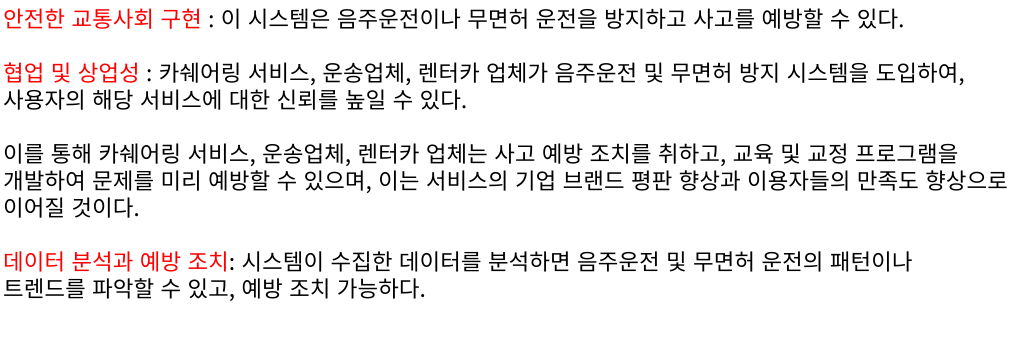 안전한 교통사회 구현 : 이 시스템은 음주운전이나 무면허 운전을 방지하고 사고를 예방할 수 있다.
협업 및 상업성 : 카쉐어링 서비스, 운송업체, 렌터카 업체가 음주운전 및 무면허 방지 시스템을 도입하여,
사용자의 해당 서비스에 대한 신뢰를 높일 수 있다.
이를 통해 카쉐어링 서비스, 운송업체, 렌터카 업체는 사고 예방 조치를 취하고, 교육 및 교정 프로그램을
개발하여 문제를 미리 예방할 수 있으며, 이는 서비스의 기업 브랜드 평판 향상과 이용자들의 만족도 향상으로
이어질 것이다.
데이터 분석과 예방 조치: 시스템이 수집한 데이터를 분석하면 음주운전 및 무면허 운전의 패턴이나
트렌드를 파악할 수 있고, 예방 조치 가능하다.